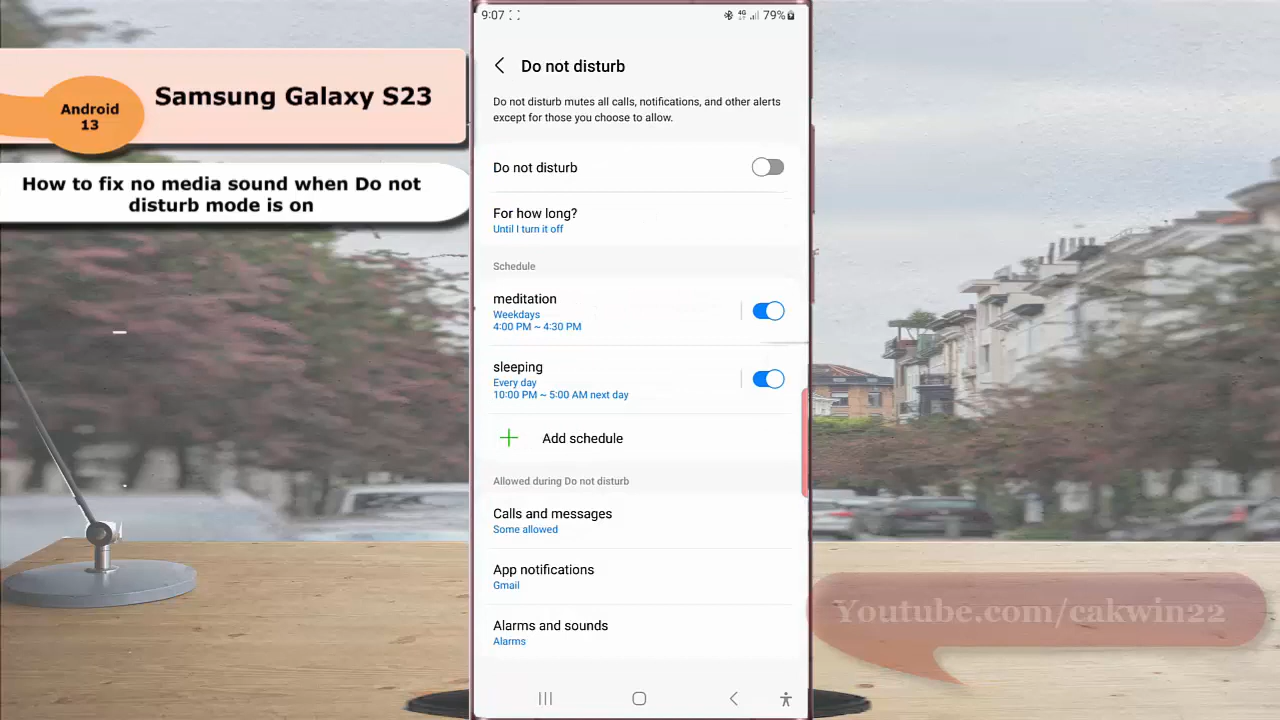 Samsung Galaxy S23
Android
13
How to fix no media sound when Do not
disturb mode is on
9:07
4G
79%
Do not disturb
Do not disturb mutes all calls, notifications, and other alerts
except for those you choose to allow.
Do not disturb
For how long?
Until I turn it off
Schedule
meditation
Weekdays
4:00 PM ~ 4:30 PM
sleeping
Every day
10:00 PM ~ 5:00 AM next day
Add schedule
Allowed during Do not disturb
Calls and messages
Some allowed
App notifications
Gmail
Alarms and sounds
Alarms
Youtube.com/cakwin22